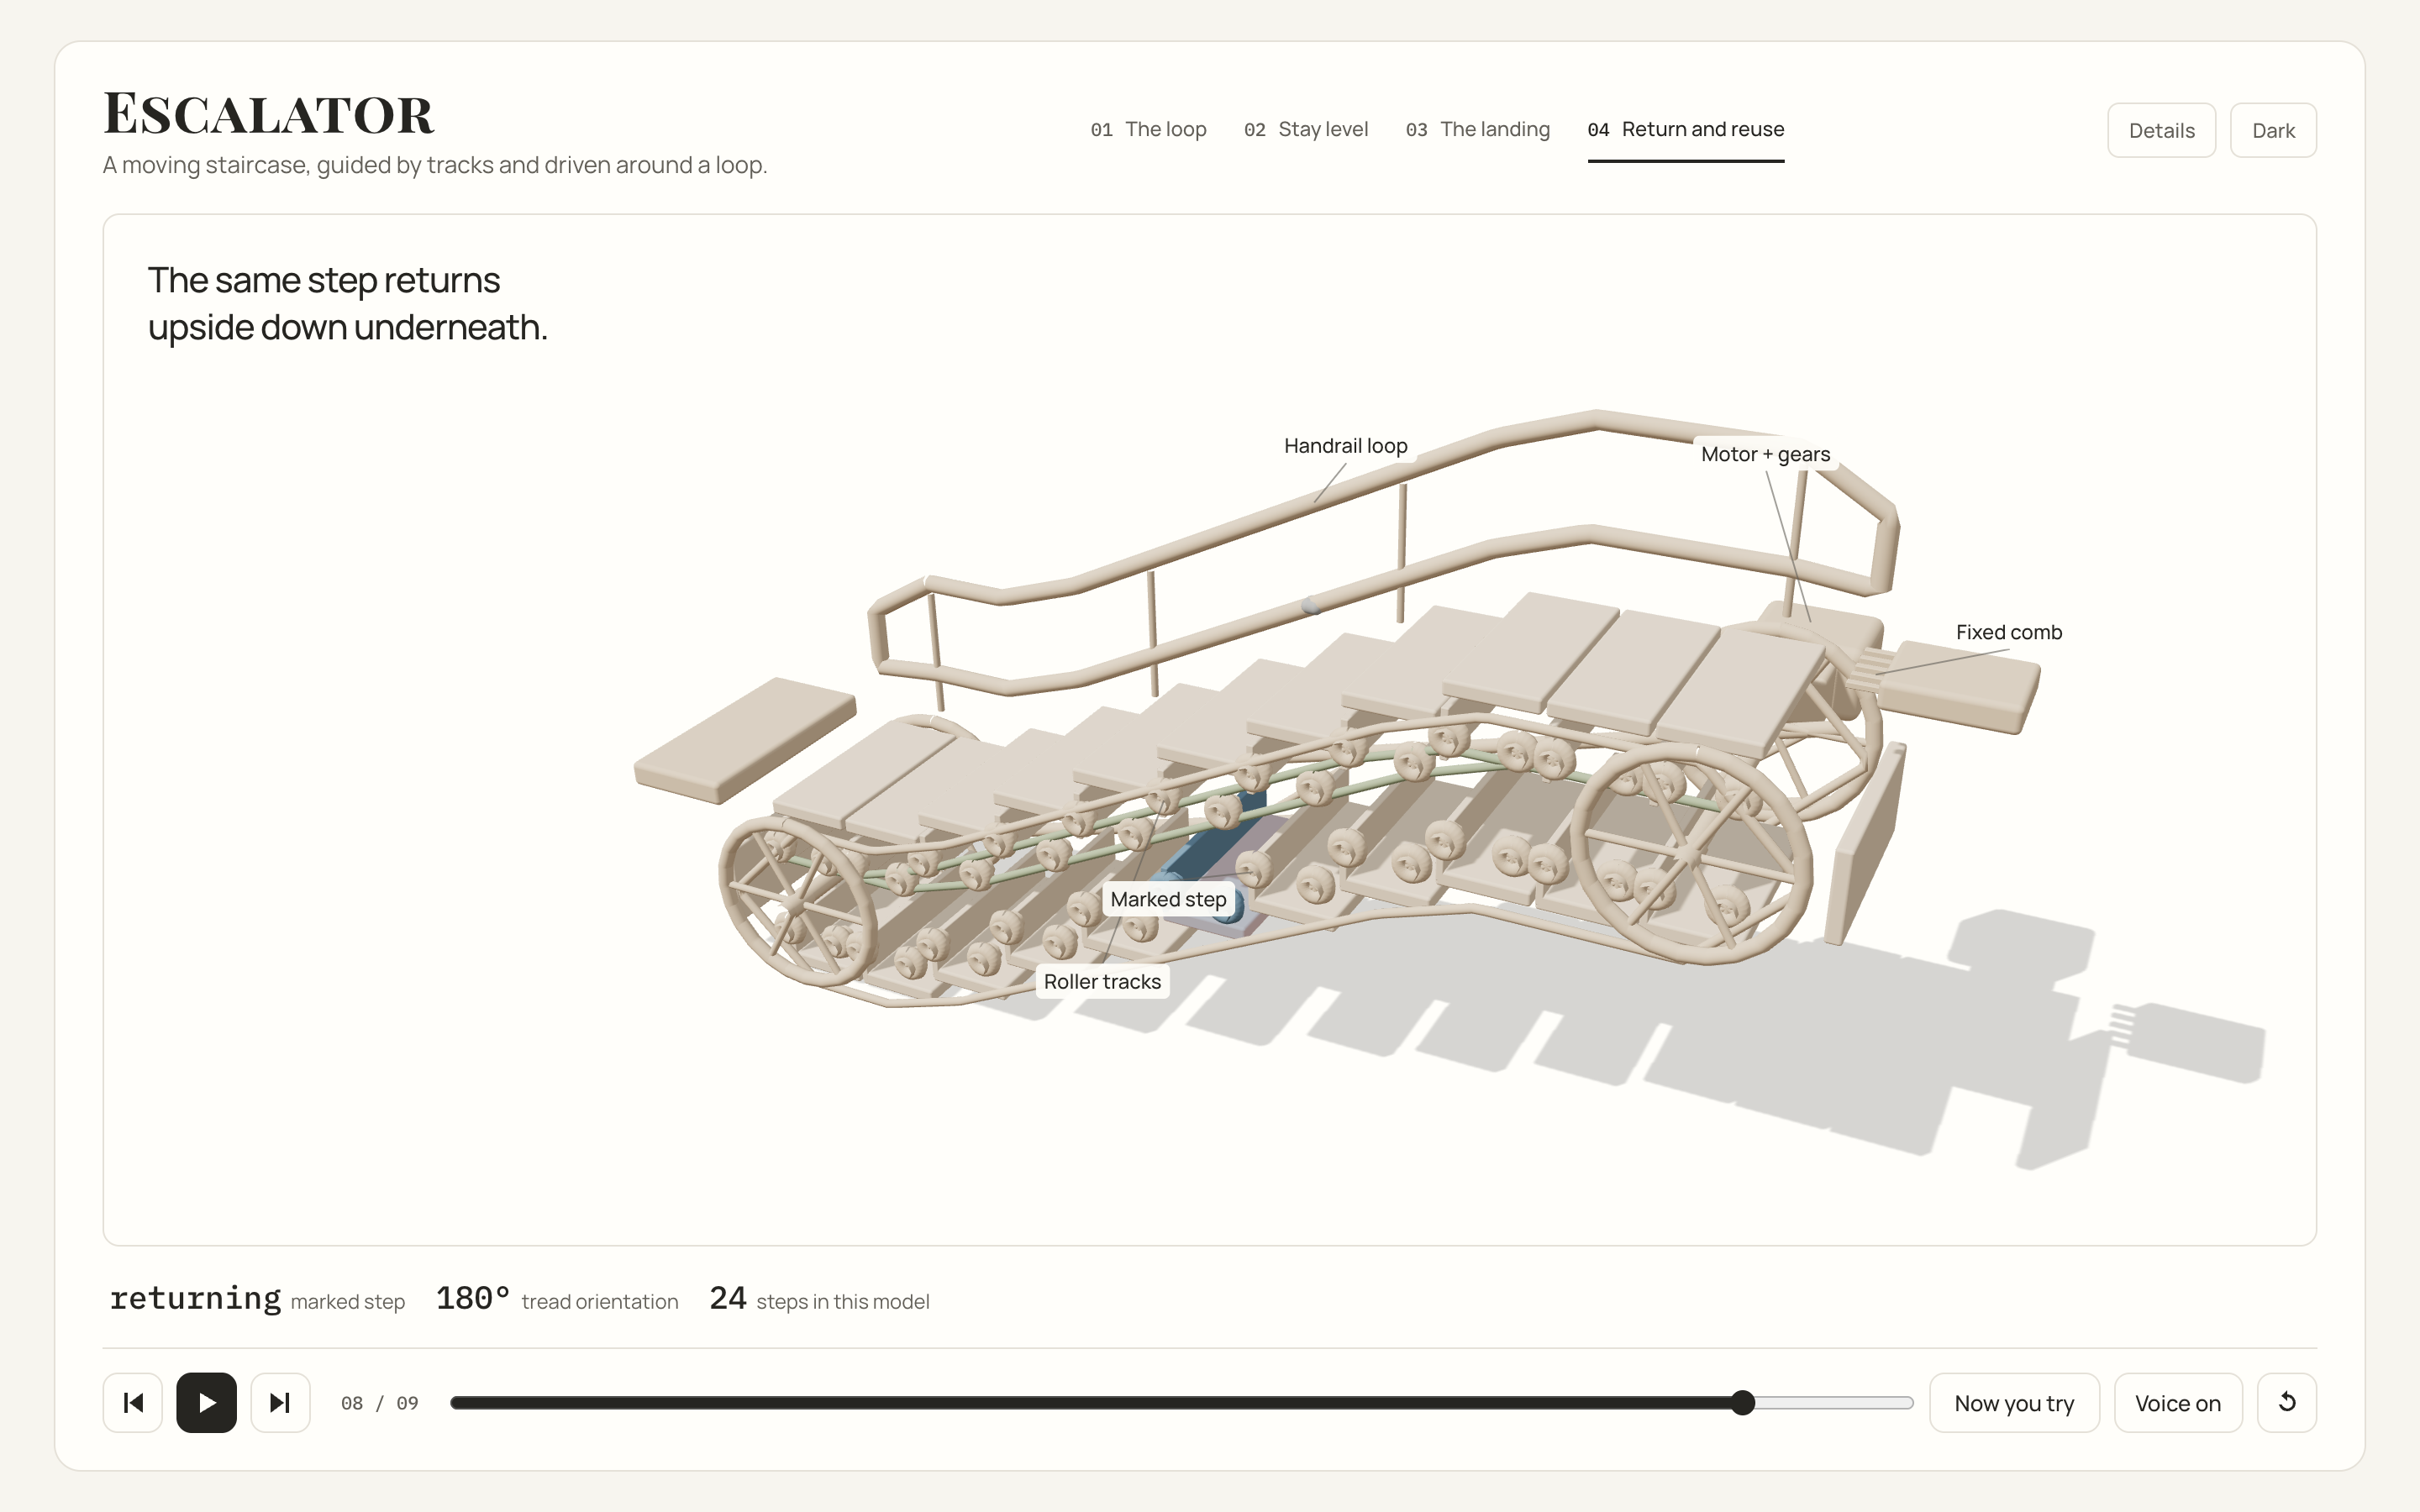 ESCALATOR
A moving staircase, guided by tracks and driven around a loop.
01 The loop
02 Stay level
03 The landing
04 Return and reuse
Details
Dark
The same step returns
upside down underneath.
Handrail loop
Motor + gears
Fixed comb
Marked step
Roller tracks
returning marked step
180° tread orientation
24 steps in this model
08 / 09
Now you try
Voice on